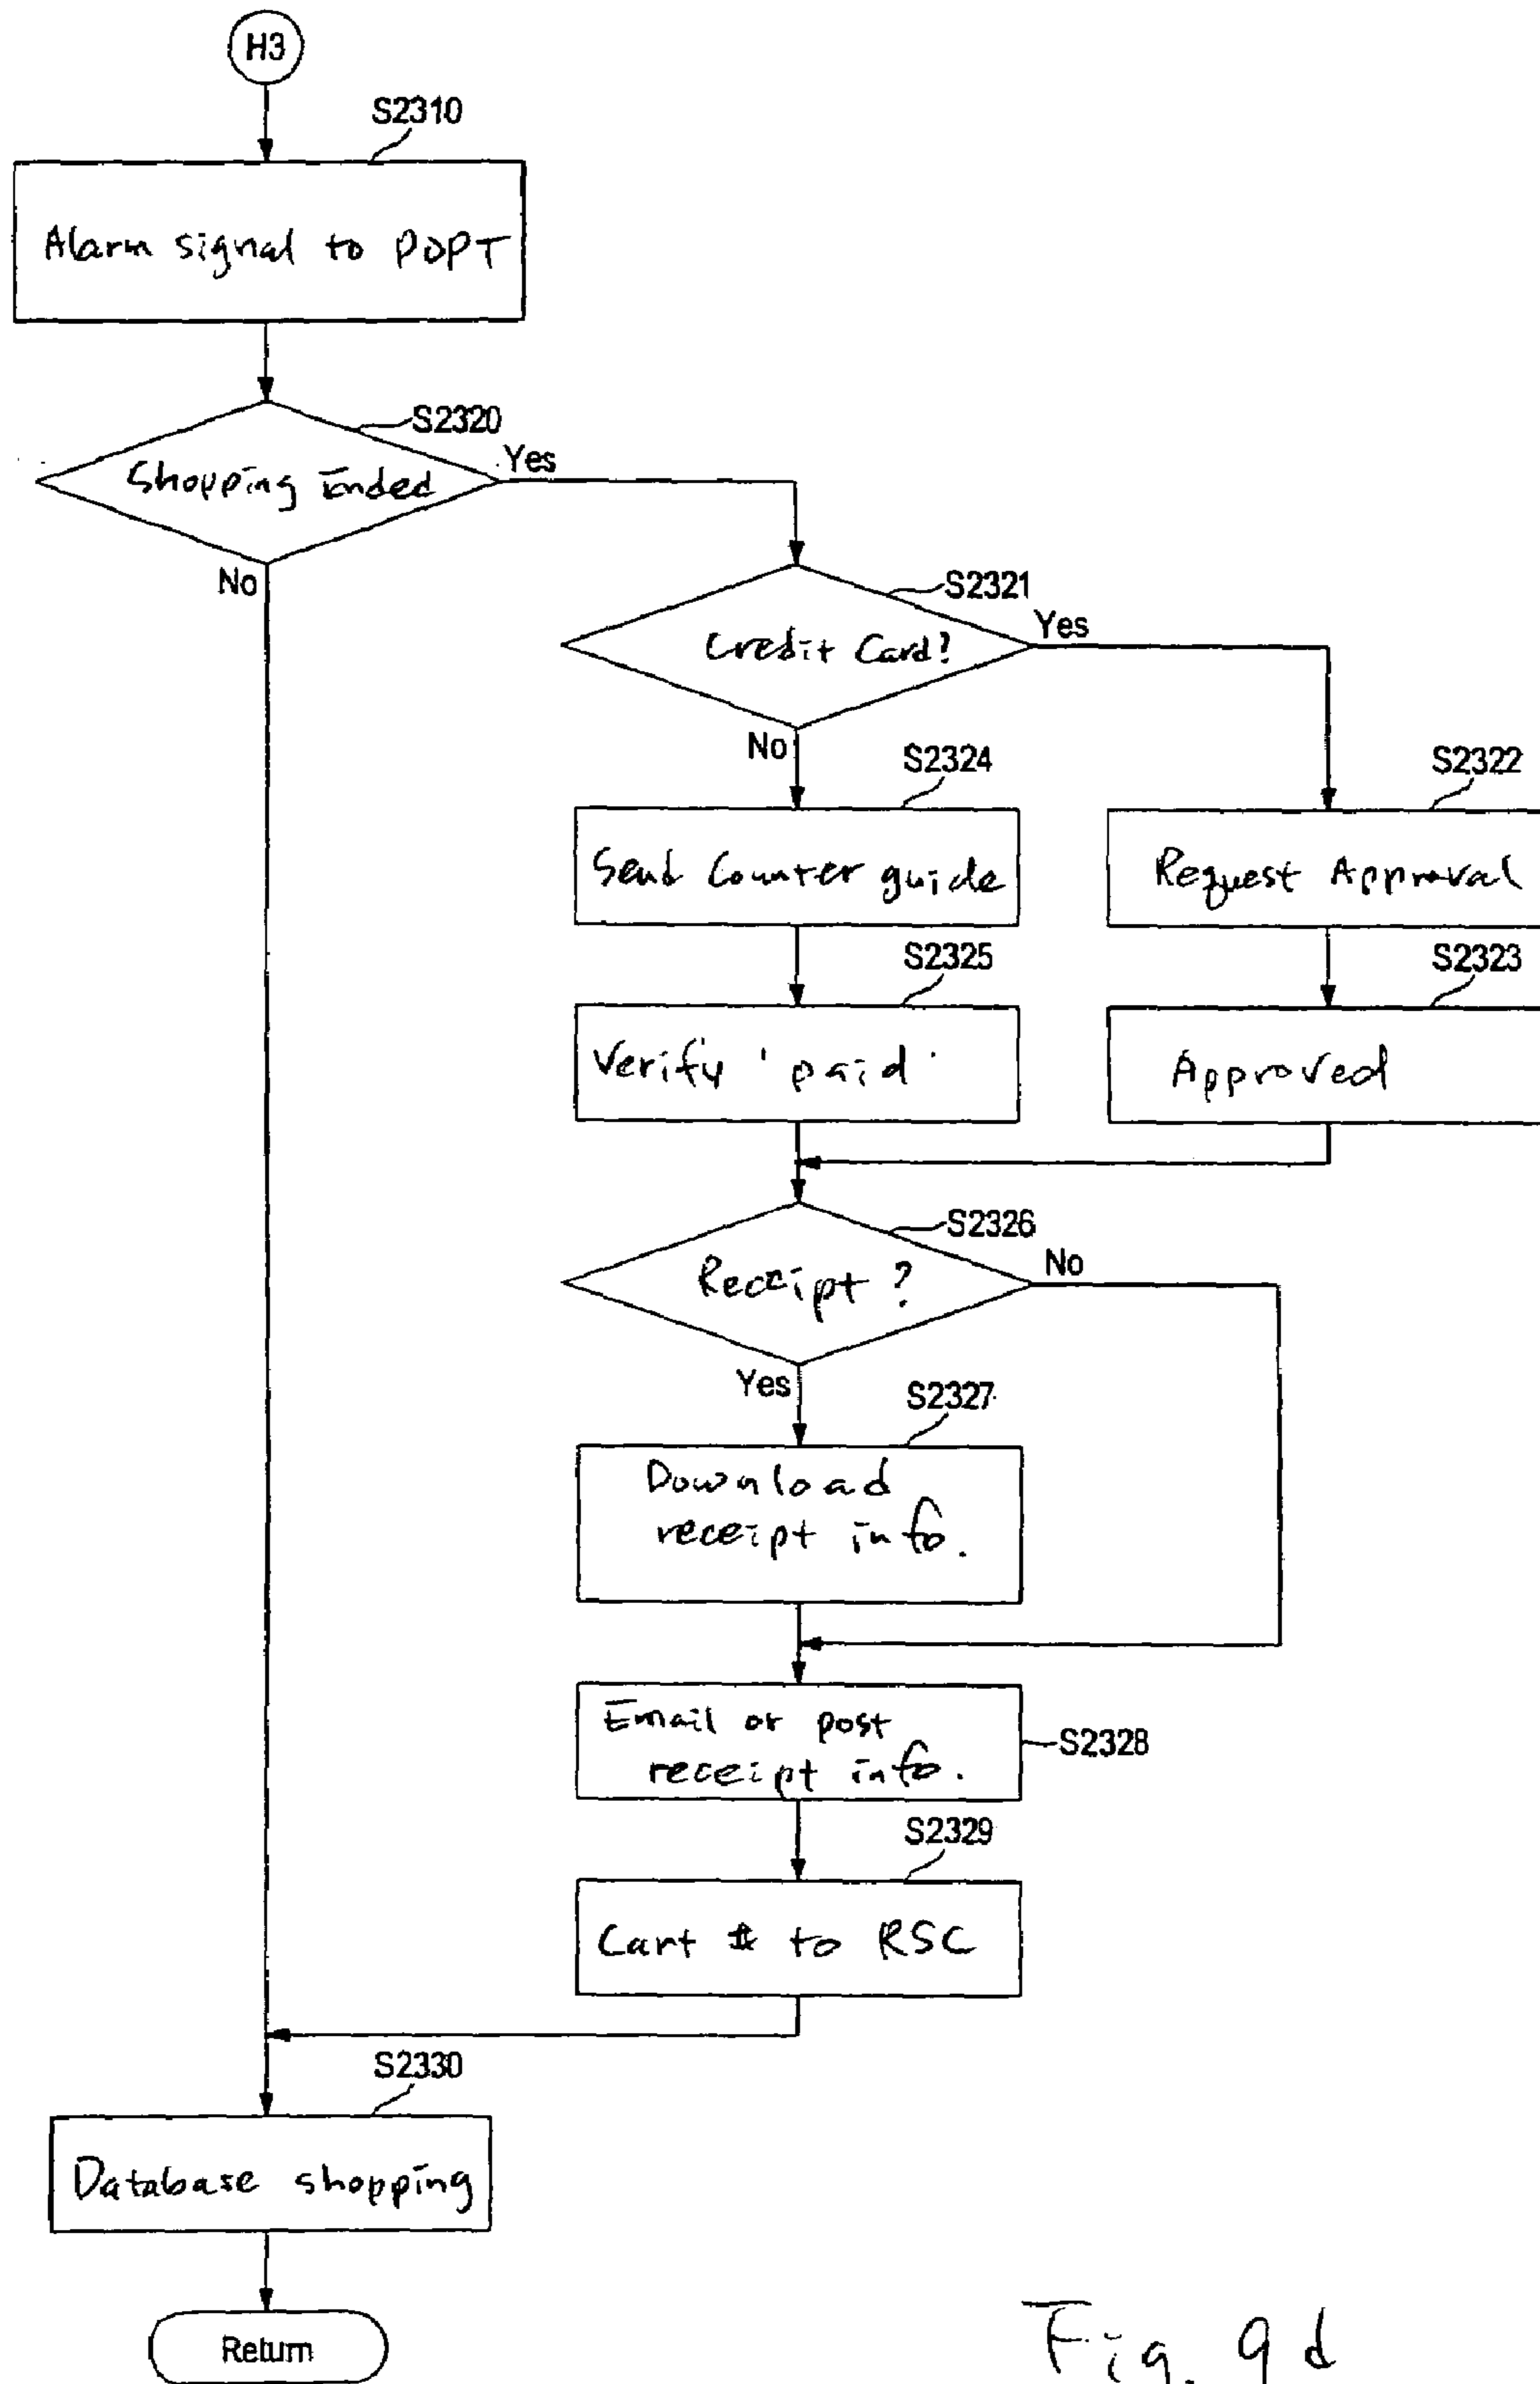 H3
S2310
Alarm signal to PDPT
S2320
Shopping Ended
Yes
No
S2321
Credit Card?
Yes
No
S2324
Send Counter guide
S2322
Request Approval
S2325
Verify 'paid'
S2323
Approved
S2326
Receipt ?
No
Yes
S2327
Download
receipt info.
Email or post
receipt info.
S2328
S2329
Cart # to RSC
S2330
Database shopping
Return
Fig. 9d